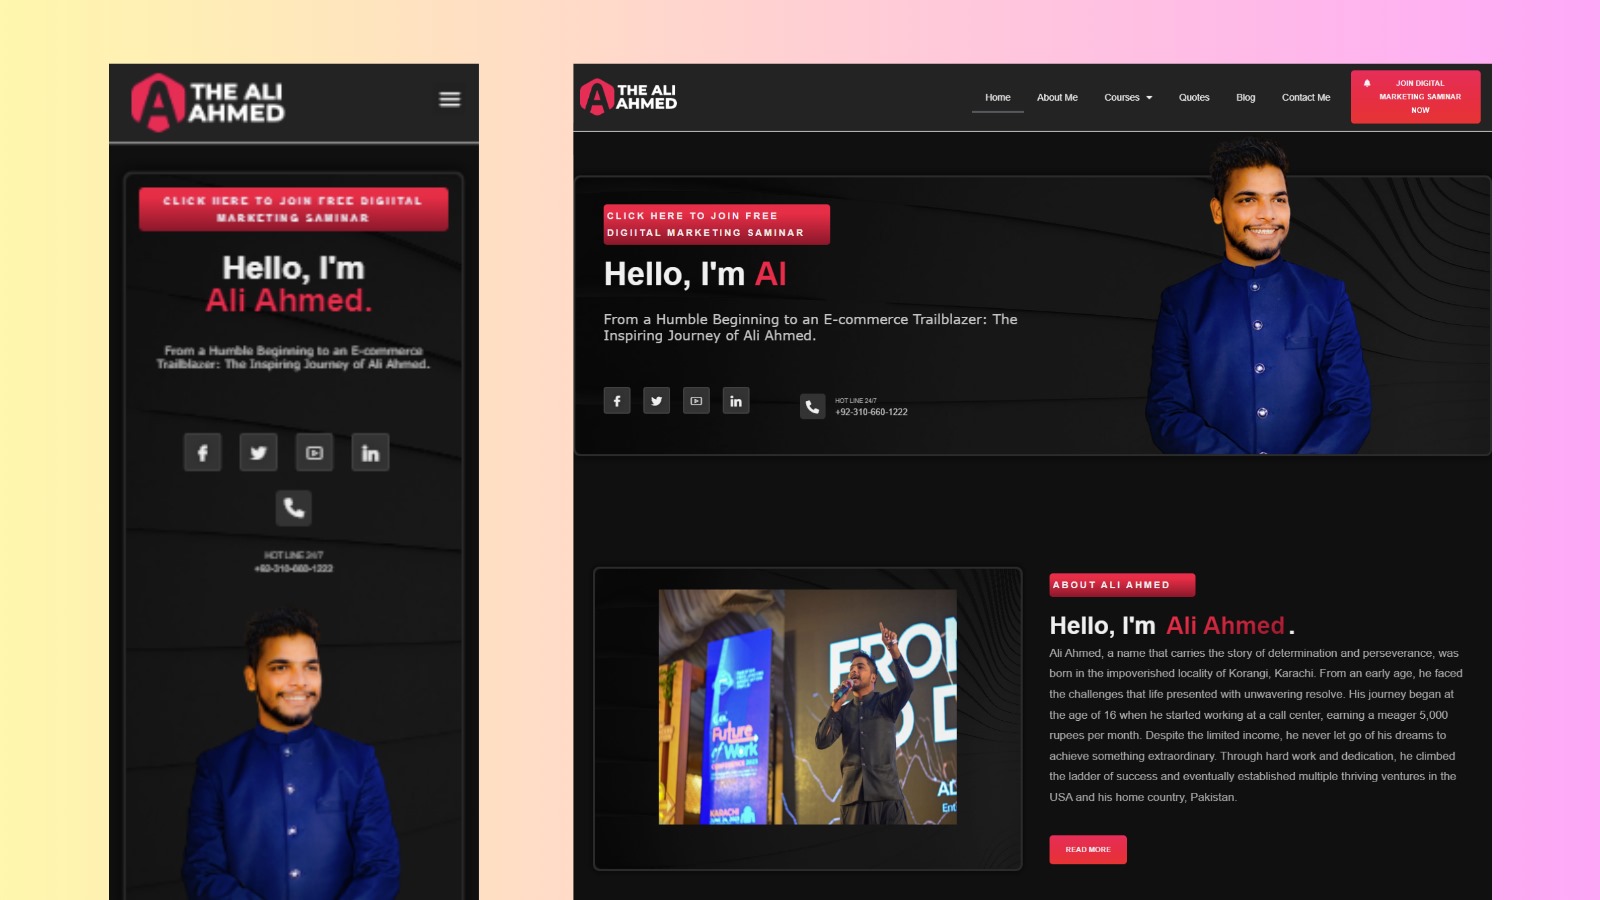 THE ALI
AHMED
CLICK HERE TO JOIN FREE DIGIITAL
MARKETING SAMINAR
Hello, I'm
Ali Ahmed.
From a Humble Beginning to an E-commerce
Trailblazer: The Inspiring Journey of Ali Ahmed.
HOT LINE 24/7
+92-310-660-1222
THE ALI
AHMED
Home
About Me
Courses
Quotes
Blog
Contact Me
JOIN DIGITAL
MARKETING SAMINAR
NOW
CLICK HERE TO JOIN FREE
DIGIITAL MARKETING SAMINAR
Hello, I'm Al
From a Humble Beginning to an E-commerce Trailblazer: The
Inspiring Journey of Ali Ahmed.
HOT LINE 24/7
+92-310-660-1222
FRO
O D
Future
of Work
CONFERENCE 2023
KARACHI
AD
Ent
ABOUT ALI AHMED
Hello, I'm Ali Ahmed.
Ali Ahmed, a name that carries the story of determination and perseverance, was
born in the impoverished locality of Korangi, Karachi. From an early age, he faced
the challenges that life presented with unwavering resolve. His journey began at
the age of 16 when he started working at a call center, earning a meager 5,000
rupees per month. Despite the limited income, he never let go of his dreams to
achieve something extraordinary. Through hard work and dedication, he climbed
the ladder of success and eventually established multiple thriving ventures in the
USA and his home country, Pakistan.
READ MORE